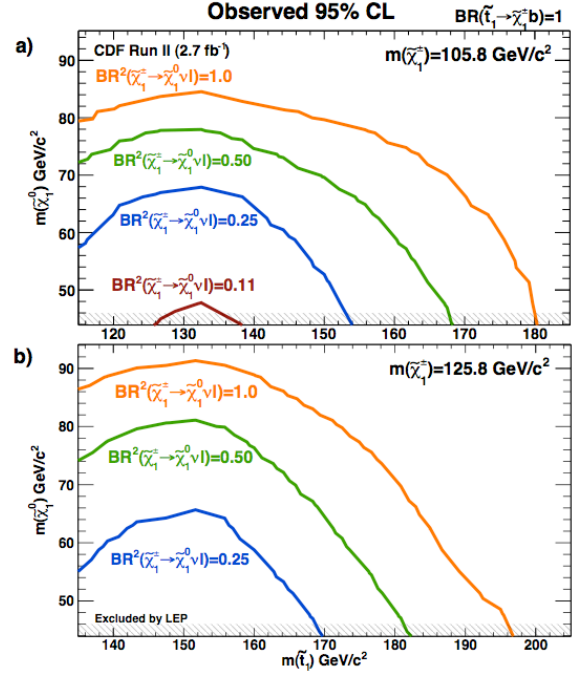 Observed 95% CL
BR(t̃₁→χ̃₁±b)=1
a)
CDF Run II (2.7 fb⁻¹)
m(χ̃₁±)=105.8 GeV/c²
BR²(χ̃₁±→χ̃₁⁰νl)=1.0
BR²(χ̃₁±→χ̃₁⁰νl)=0.50
BR²(χ̃₁±→χ̃₁⁰νl)=0.25
BR²(χ̃₁±→χ̃₁⁰νl)=0.11
m(χ̃₁⁰) GeV/c²
90
80
70
60
50
120 130 140 150 160 170 180
b)
m(χ̃₁±)=125.8 GeV/c²
BR²(χ̃₁±→χ̃₁⁰νl)=1.0
BR²(χ̃₁±→χ̃₁⁰νl)=0.50
BR²(χ̃₁±→χ̃₁⁰νl)=0.25
Excluded by LEP
m(χ̃₁⁰) GeV/c²
90
80
70
60
50
140 150 160 170 180 190 200
m(t̃₁) GeV/c²